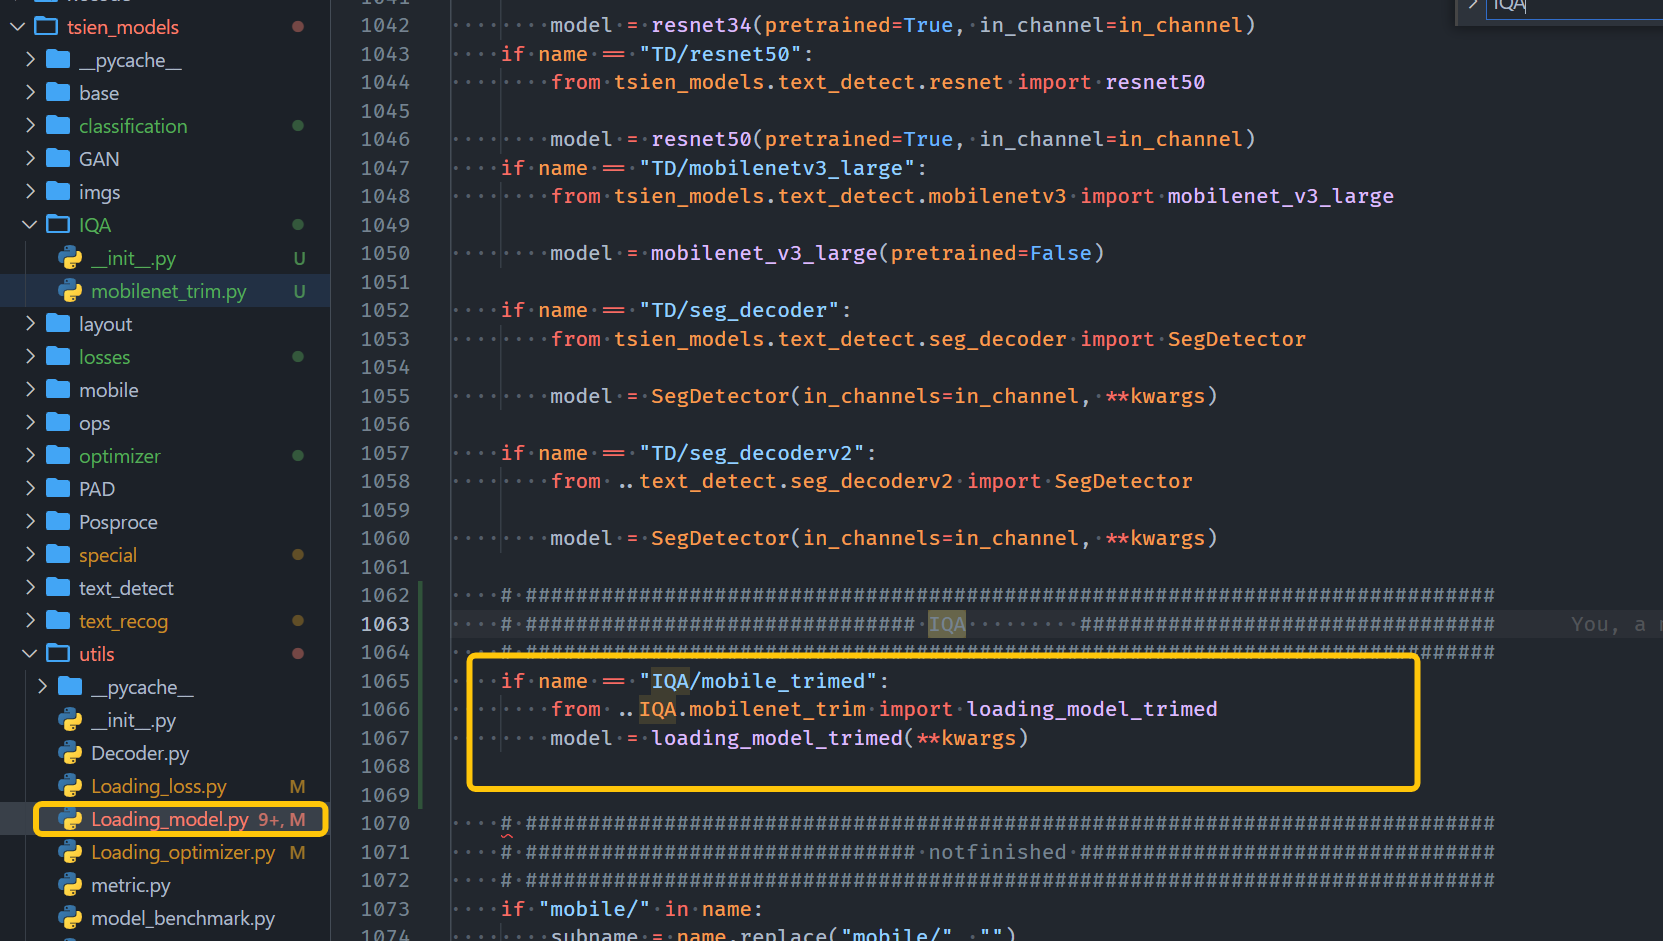 tsien_models
__pycache__
base
classification
GAN
imgs
IQA
__init__.py U
mobilenet_trim.py U
layout
losses
mobile
ops
optimizer
PAD
Posproce
special
text_detect
text_recog
utils
__pycache__
__init__.py
Decoder.py
Loading_loss.py M
Loading_model.py 9+, M
Loading_optimizer.py M
metric.py
model_benchmark.py
IQA
1042 model = resnet34(pretrained=True, in_channel=in_channel)
1043 if name == "TD/resnet50":
1044 from tsien_models.text_detect.resnet import resnet50
1045
1046 model = resnet50(pretrained=True, in_channel=in_channel)
1047 if name == "TD/mobilenetv3_large":
1048 from tsien_models.text_detect.mobilenetv3 import mobilenet_v3_large
1049
1050 model = mobilenet_v3_large(pretrained=False)
1051
1052 if name == "TD/seg_decoder":
1053 from tsien_models.text_detect.seg_decoder import SegDetector
1054
1055 model = SegDetector(in_channels=in_channel, **kwargs)
1056
1057 if name == "TD/seg_decoderv2":
1058 from ..text_detect.seg_decoderv2 import SegDetector
1059
1060 model = SegDetector(in_channels=in_channel, **kwargs)
1061
1062 # #############################################################################
1063 # ############################### IQA #################################
You, a
1064 # #############################################################################
1065 if name == "IQA/mobile_trimed":
1066 from ..IQA.mobilenet_trim import loading_model_trimed
1067 model = loading_model_trimed(**kwargs)
1068
1069
1070 # #############################################################################
1071 # ############################### notfinished #################################
1072 # #############################################################################
1073 if "mobile/" in name:
1074 subname = name.replace("mobile/", "")